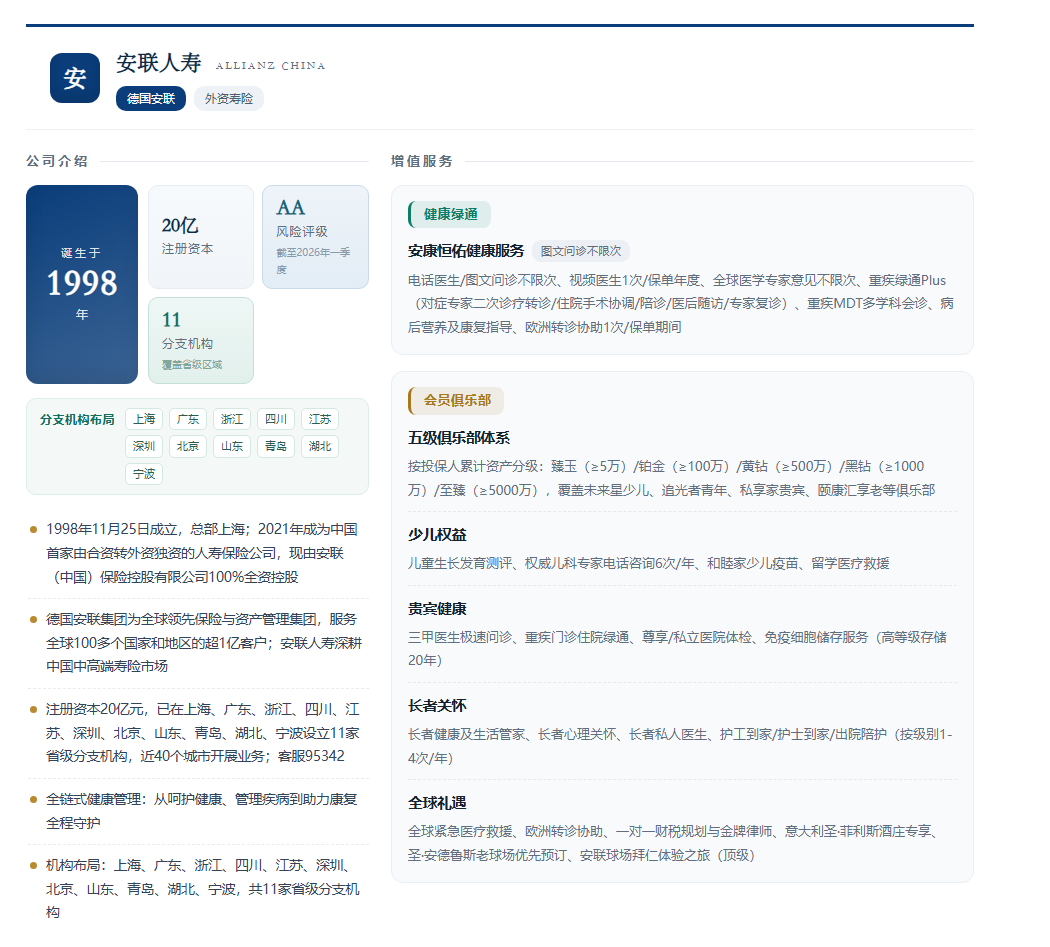 安
安联人寿 ALLIANZ CHINA
德国安联 外资寿险
公司介绍
诞生于
1998
年
20亿
注册资本
AA
风险评级
截至2026年一季
度
11
分支机构
覆盖省级区域
分支机构布局 上海 广东 浙江 四川 江苏
深圳 北京 山东 青岛 湖北
宁波
1998年11月25日成立，总部上海；2021年成为中国
首家由合资转外资独资的人寿保险公司，现由安联
（中国）保险控股有限公司100%全资控股
德国安联集团为全球领先保险与资产管理集团，服务
全球100多个国家和地区的超1亿客户；安联人寿深耕
中国中高端寿险市场
注册资本20亿元，已在上海、广东、浙江、四川、江
苏、深圳、北京、山东、青岛、湖北、宁波设立11家
省级分支机构，近40个城市开展业务；客服95342
全链式健康管理：从呵护健康、管理疾病到助力康复
全程守护
机构布局：上海、广东、浙江、四川、江苏、深圳、
北京、山东、青岛、湖北、宁波，共11家省级分支机
构
增值服务
健康绿通
安康恒佑健康服务 图文问诊不限次
电话医生/图文问诊不限次、视频医生1次/保单年度、全球医学专家意见不限次、重疾绿通Plus
（对症专家二次诊疗转诊/住院手术协调/陪诊/医后随访/专家复诊）、重疾MDT多学科会诊、病
后营养及康复指导、欧洲转诊协助1次/保单期间
会员俱乐部
五级俱乐部体系
按投保人累计资产分级：臻玉（≥5万）/铂金（≥100万）/黄钻（≥500万）/黑钻（≥1000
万）/至臻（≥5000万），覆盖未来星少儿、追光者青年、私享家贵宾、颐康汇享老等俱乐部
少儿权益
儿童生长发育测评、权威儿科专家电话咨询6次/年、和睦家少儿疫苗、留学医疗救援
贵宾健康
三甲医生极速问诊、重疾门诊住院绿通、尊享/私立医院体检、免疫细胞储存服务（高等级存储
20年）
长者关怀
长者健康及生活管家、长者心理关怀、长者私人医生、护工到家/护士到家/出院陪护（按级别1-
4次/年）
全球礼遇
全球紧急医疗救援、欧洲转诊协助、一对一财税规划与金牌律师、意大利圣·菲利斯酒庄专享、
圣·安德鲁斯老球场优先预订、安联球场拜仁体验之旅（顶级）